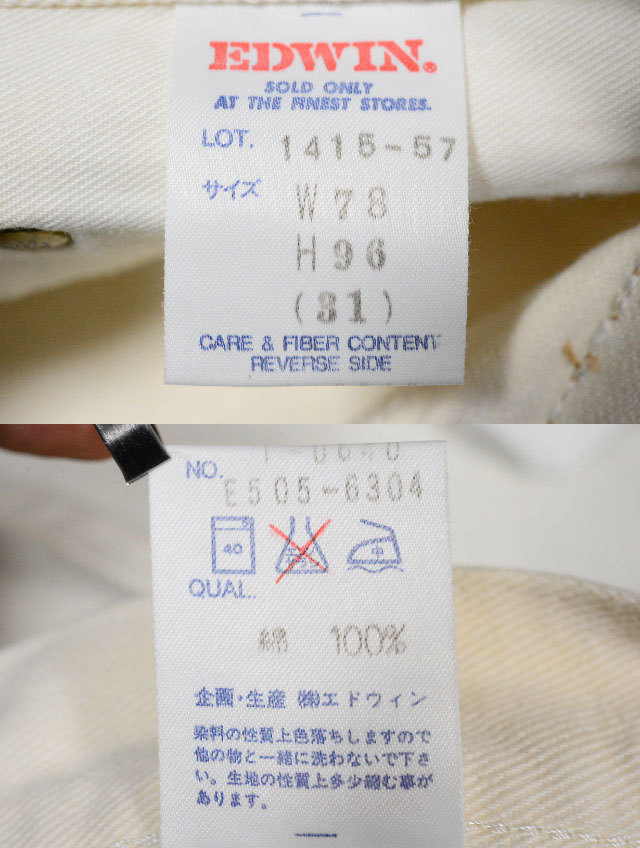 EDWIN.
SOLD ONLY
AT THE FINEST STORES.
LOT. 1415-57
サイズ W78
H96
(31)
CARE & FIBER CONTENT
REVERSE SIDE
NO. E505-6304
40
QUAL.
綿 100%
企画・生産 ㈱エドウィン
染料の性質上色落ちしますので
他の物と一緒に洗わないで下さ
い。生地の性質上多少縮む事が
あります。